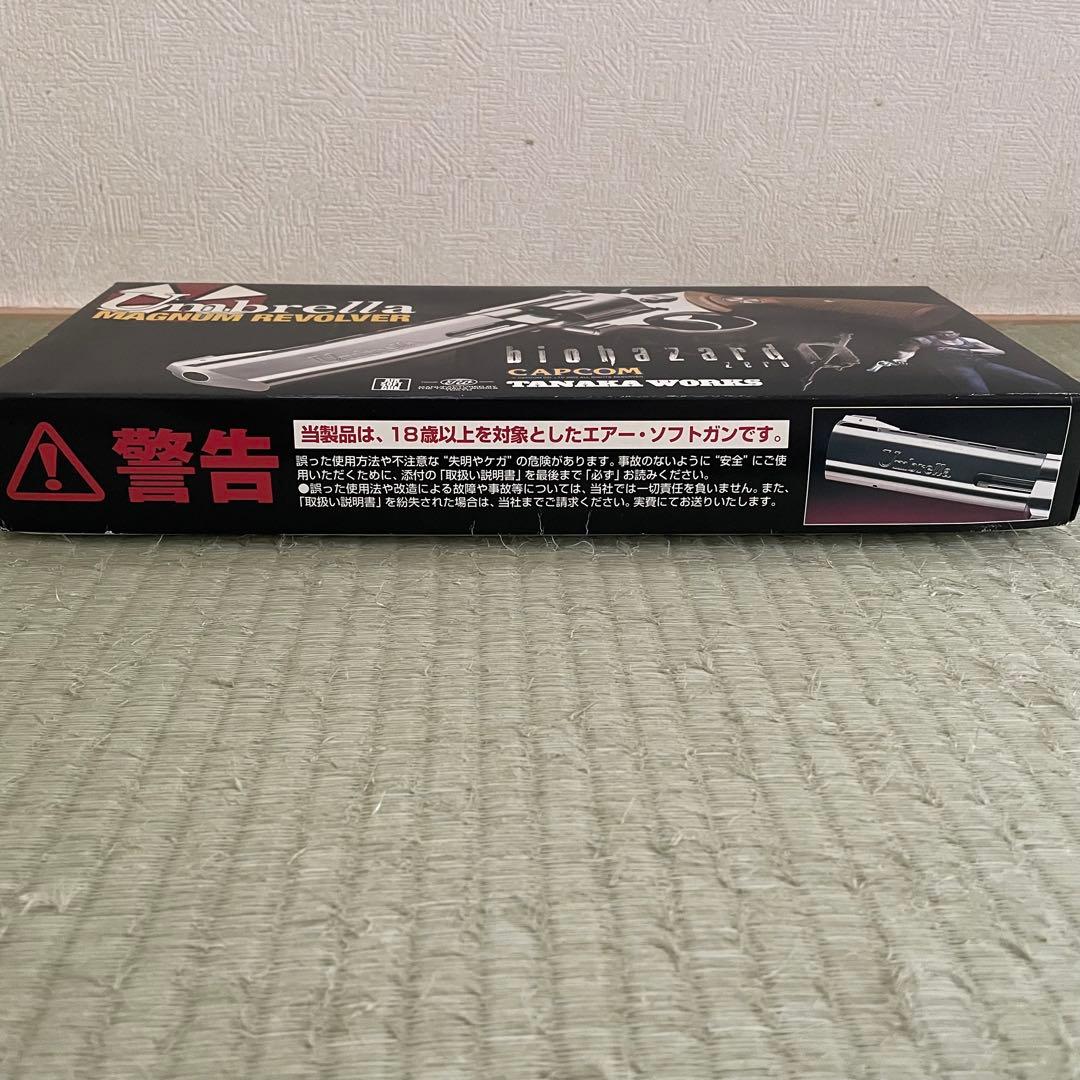 Umbrella
MAGNUM REVOLVER
Umbrella
biohazard
zero
CAPCOM
TANAKA WORKS
警告
当製品は、18歳以上を対象としたエアー・ソフトガンです。
誤った使用方法や不注意な“失明やケガ”の危険があります。事故のないように“安全”にご使
用いただくために、添付の「取扱い説明書」を最後まで「必ず」お読みください。
●誤った使用法や改造による故障や事故等については、当社では一切責任を負いません。また、
「取扱い説明書」を紛失された場合は、当社までご請求ください。実費にてお送りいたします。
Umbrella